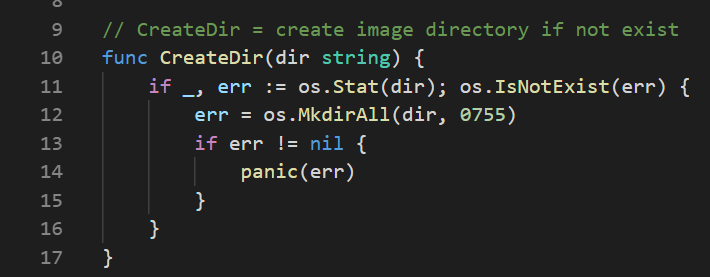 8
9 // CreateDir = create image directory if not exist
10 func CreateDir(dir string) {
11 if _, err := os.Stat(dir); os.IsNotExist(err) {
12 err = os.MkdirAll(dir, 0755)
13 if err != nil {
14 panic(err)
15 }
16 }
17 }